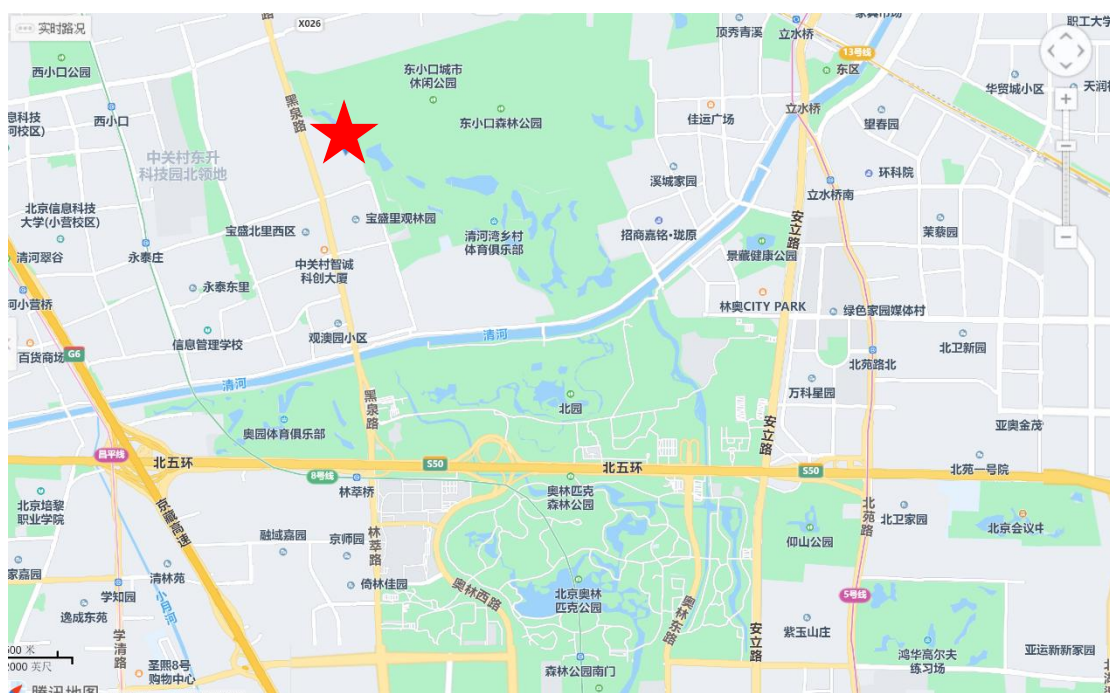 实时路况
X026
路
顶秀青溪
立水桥
职工大学
13号线
东区
西小口公园
东小口城市
休闲公园
华贸城小区
黑泉路
西小口
东小口森林公园
佳运广场
立水桥
望春园
中关村东升
科技园北领地
环科院
溪城家园
立水桥南
北京信息科技
大学(小营校区)
宝盛里观林园
宝盛北里西区
清河湾乡村
体育俱乐部
招商嘉铭·珑原
安立路
茉藜园
清河翠谷
永泰庄
景藏健康公园
中关村智诚
科创大厦
永泰东里
林奥CITY PARK
绿色家园媒体村
河小营桥
信息管理学校
观澳园小区
清河
北卫新园
百货商场
G6
北苑路北
清河
黑泉路
北园
万科星园
奥园体育俱乐部
安立路
亚奥金茂
昌平线
北五环
S50
北五环
S50
北苑一号院
8号线
林萃桥
奥林匹克
森林公园
北京培黎
职业学院
京藏高速
北苑路
北卫家园
北京会议中
融域嘉园
京师园
林萃路
仰山公园
家嘉园
清林苑
倚林佳园
奥林西路
北京奥林
匹克公园
奥林东路
5号线
学知园
小月河
逸成东苑
学清路
安立路
紫玉山庄
鸿华高尔夫
练习场
亚运新新家园
500 米
2000 英尺
圣熙8号
购物中心
森林公园南门
腾讯地图